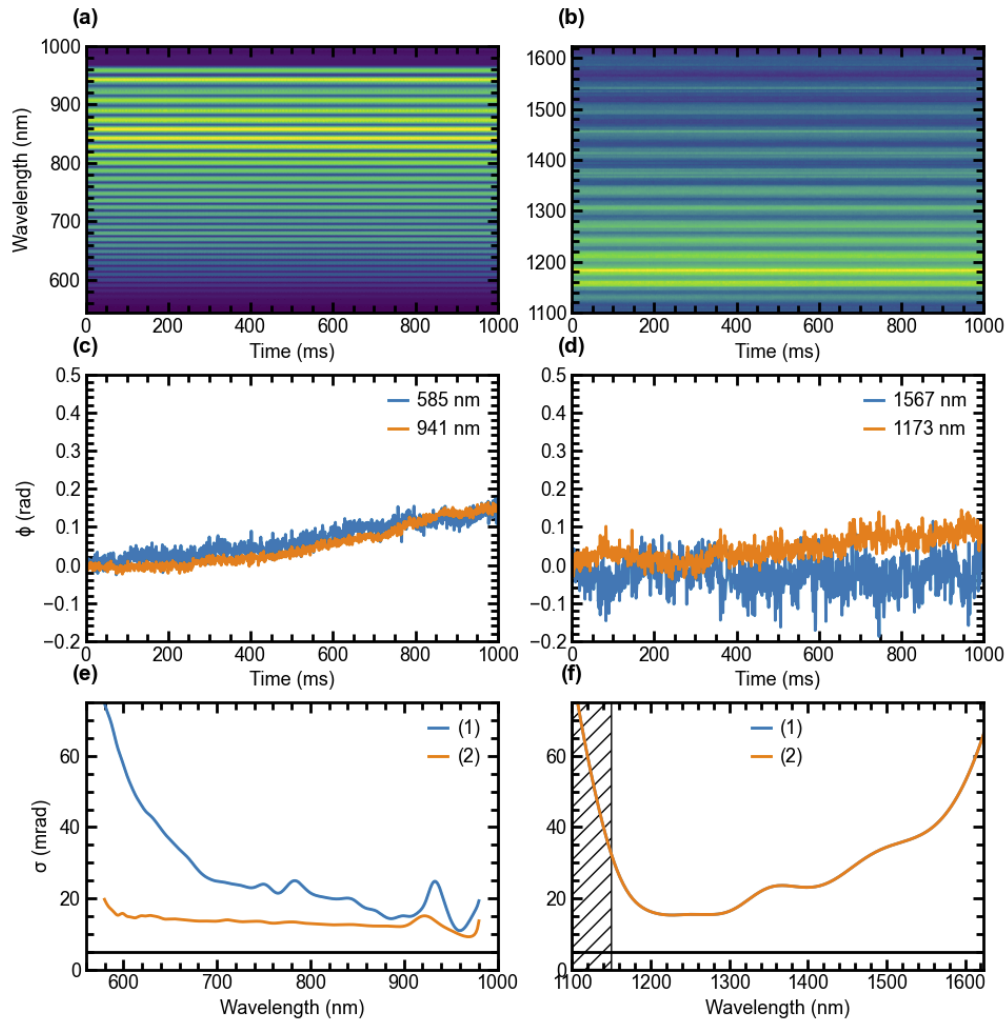 (a)
(b)
1000
900
800
700
600
Wavelength (nm)
0 200 400 600 800 1000
Time (ms)
1600
1500
1400
1300
1200
1100
0 200 400 600 800 1000
Time (ms)
(c)
(d)
0.5
0.4
0.3
0.2
0.1
0.0
−0.1
−0.2
ϕ (rad)
585 nm
941 nm
0 200 400 600 800 1000
Time (ms)
0.5
0.4
0.3
0.2
0.1
0.0
−0.1
−0.2
1567 nm
1173 nm
0 200 400 600 800 1000
Time (ms)
(e)
(f)
60
40
20
0
σ (mrad)
(1)
(2)
600 700 800 900 1000
Wavelength (nm)
60
40
20
0
(1)
(2)
1100 1200 1300 1400 1500 1600
Wavelength (nm)